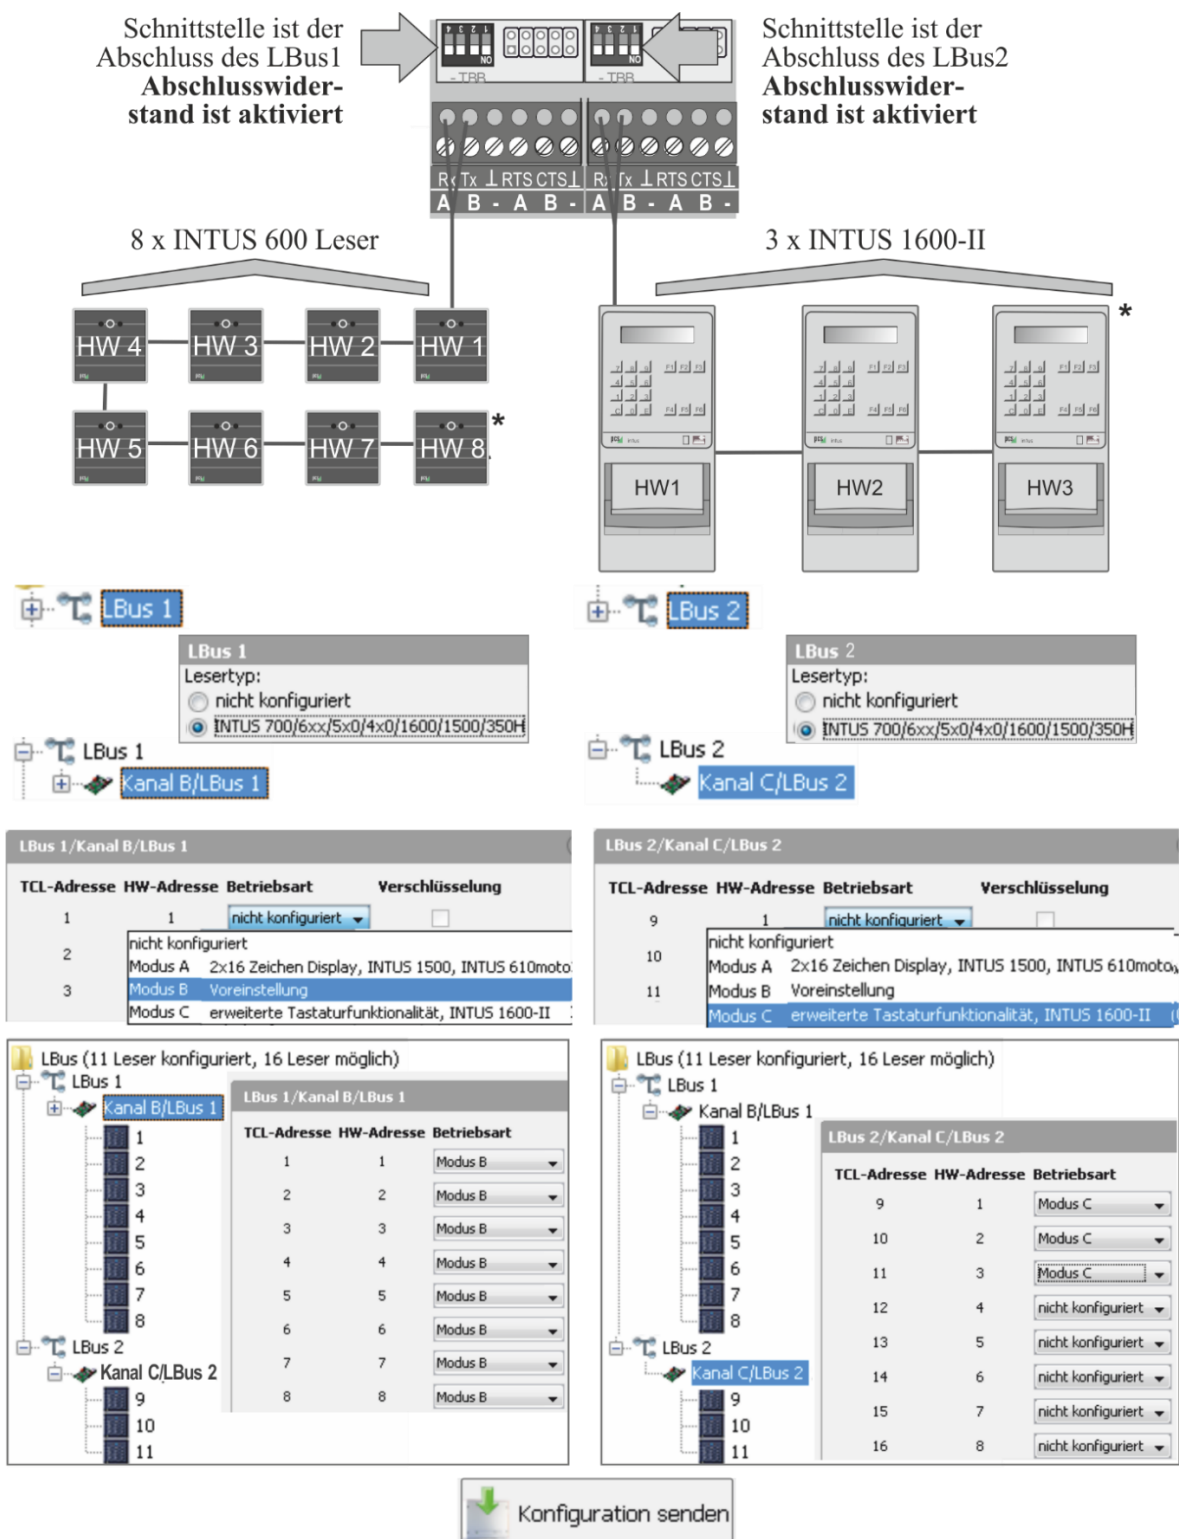 Schnittstelle ist der
Abschluss des LBus1
Abschlusswider-
stand ist aktiviert
Schnittstelle ist der
Abschluss des LBus2
Abschlusswider-
stand ist aktiviert
4 3 2 1
ON
4 3 2 1
ON
- TRR
- TRR
Rx Tx ⊥ RTS CTS ⊥ Rx Tx ⊥ RTS CTS ⊥
A B - A B - A B - A B -
8 x INTUS 600 Leser
3 x INTUS 1600-II
HW 4 HW 3 HW 2 HW 1
HW 5 HW 6 HW 7 HW 8 *
*
HW1 HW2 HW3
LBus 1
LBus 1
Lesertyp:
nicht konfiguriert
INTUS 700/6xx/5x0/4x0/1600/1500/350H
LBus 1
Kanal B/LBus 1
LBus 2
LBus 2
Lesertyp:
nicht konfiguriert
INTUS 700/6xx/5x0/4x0/1600/1500/350H
LBus 2
Kanal C/LBus 2
LBus 1/Kanal B/LBus 1
TCL-Adresse HW-Adresse Betriebsart Verschlüsselung
1 1 nicht konfiguriert
2
3
nicht konfiguriert
Modus A 2x16 Zeichen Display, INTUS 1500, INTUS 610moto
Modus B Voreinstellung
Modus C erweiterte Tastaturfunktionalität, INTUS 1600-II
LBus 2/Kanal C/LBus 2
TCL-Adresse HW-Adresse Betriebsart Verschlüsselung
9 1 nicht konfiguriert
10
11
nicht konfiguriert
Modus A 2x16 Zeichen Display, INTUS 1500, INTUS 610moto
Modus B Voreinstellung
Modus C erweiterte Tastaturfunktionalität, INTUS 1600-II
LBus (11 Leser konfiguriert, 16 Leser möglich)
LBus 1
Kanal B/LBus 1
1
2
3
4
5
6
7
8
LBus 2
Kanal C/LBus 2
9
10
11
LBus 1/Kanal B/LBus 1
TCL-Adresse HW-Adresse Betriebsart
1 1 Modus B
2 2 Modus B
3 3 Modus B
4 4 Modus B
5 5 Modus B
6 6 Modus B
7 7 Modus B
8 8 Modus B
LBus (11 Leser konfiguriert, 16 Leser möglich)
LBus 1
Kanal B/LBus 1
1
2
3
4
5
6
7
8
LBus 2
Kanal C/LBus 2
9
10
11
LBus 2/Kanal C/LBus 2
TCL-Adresse HW-Adresse Betriebsart
9 1 Modus C
10 2 Modus C
11 3 Modus C
12 4 nicht konfiguriert
13 5 nicht konfiguriert
14 6 nicht konfiguriert
15 7 nicht konfiguriert
16 8 nicht konfiguriert
Konfiguration senden